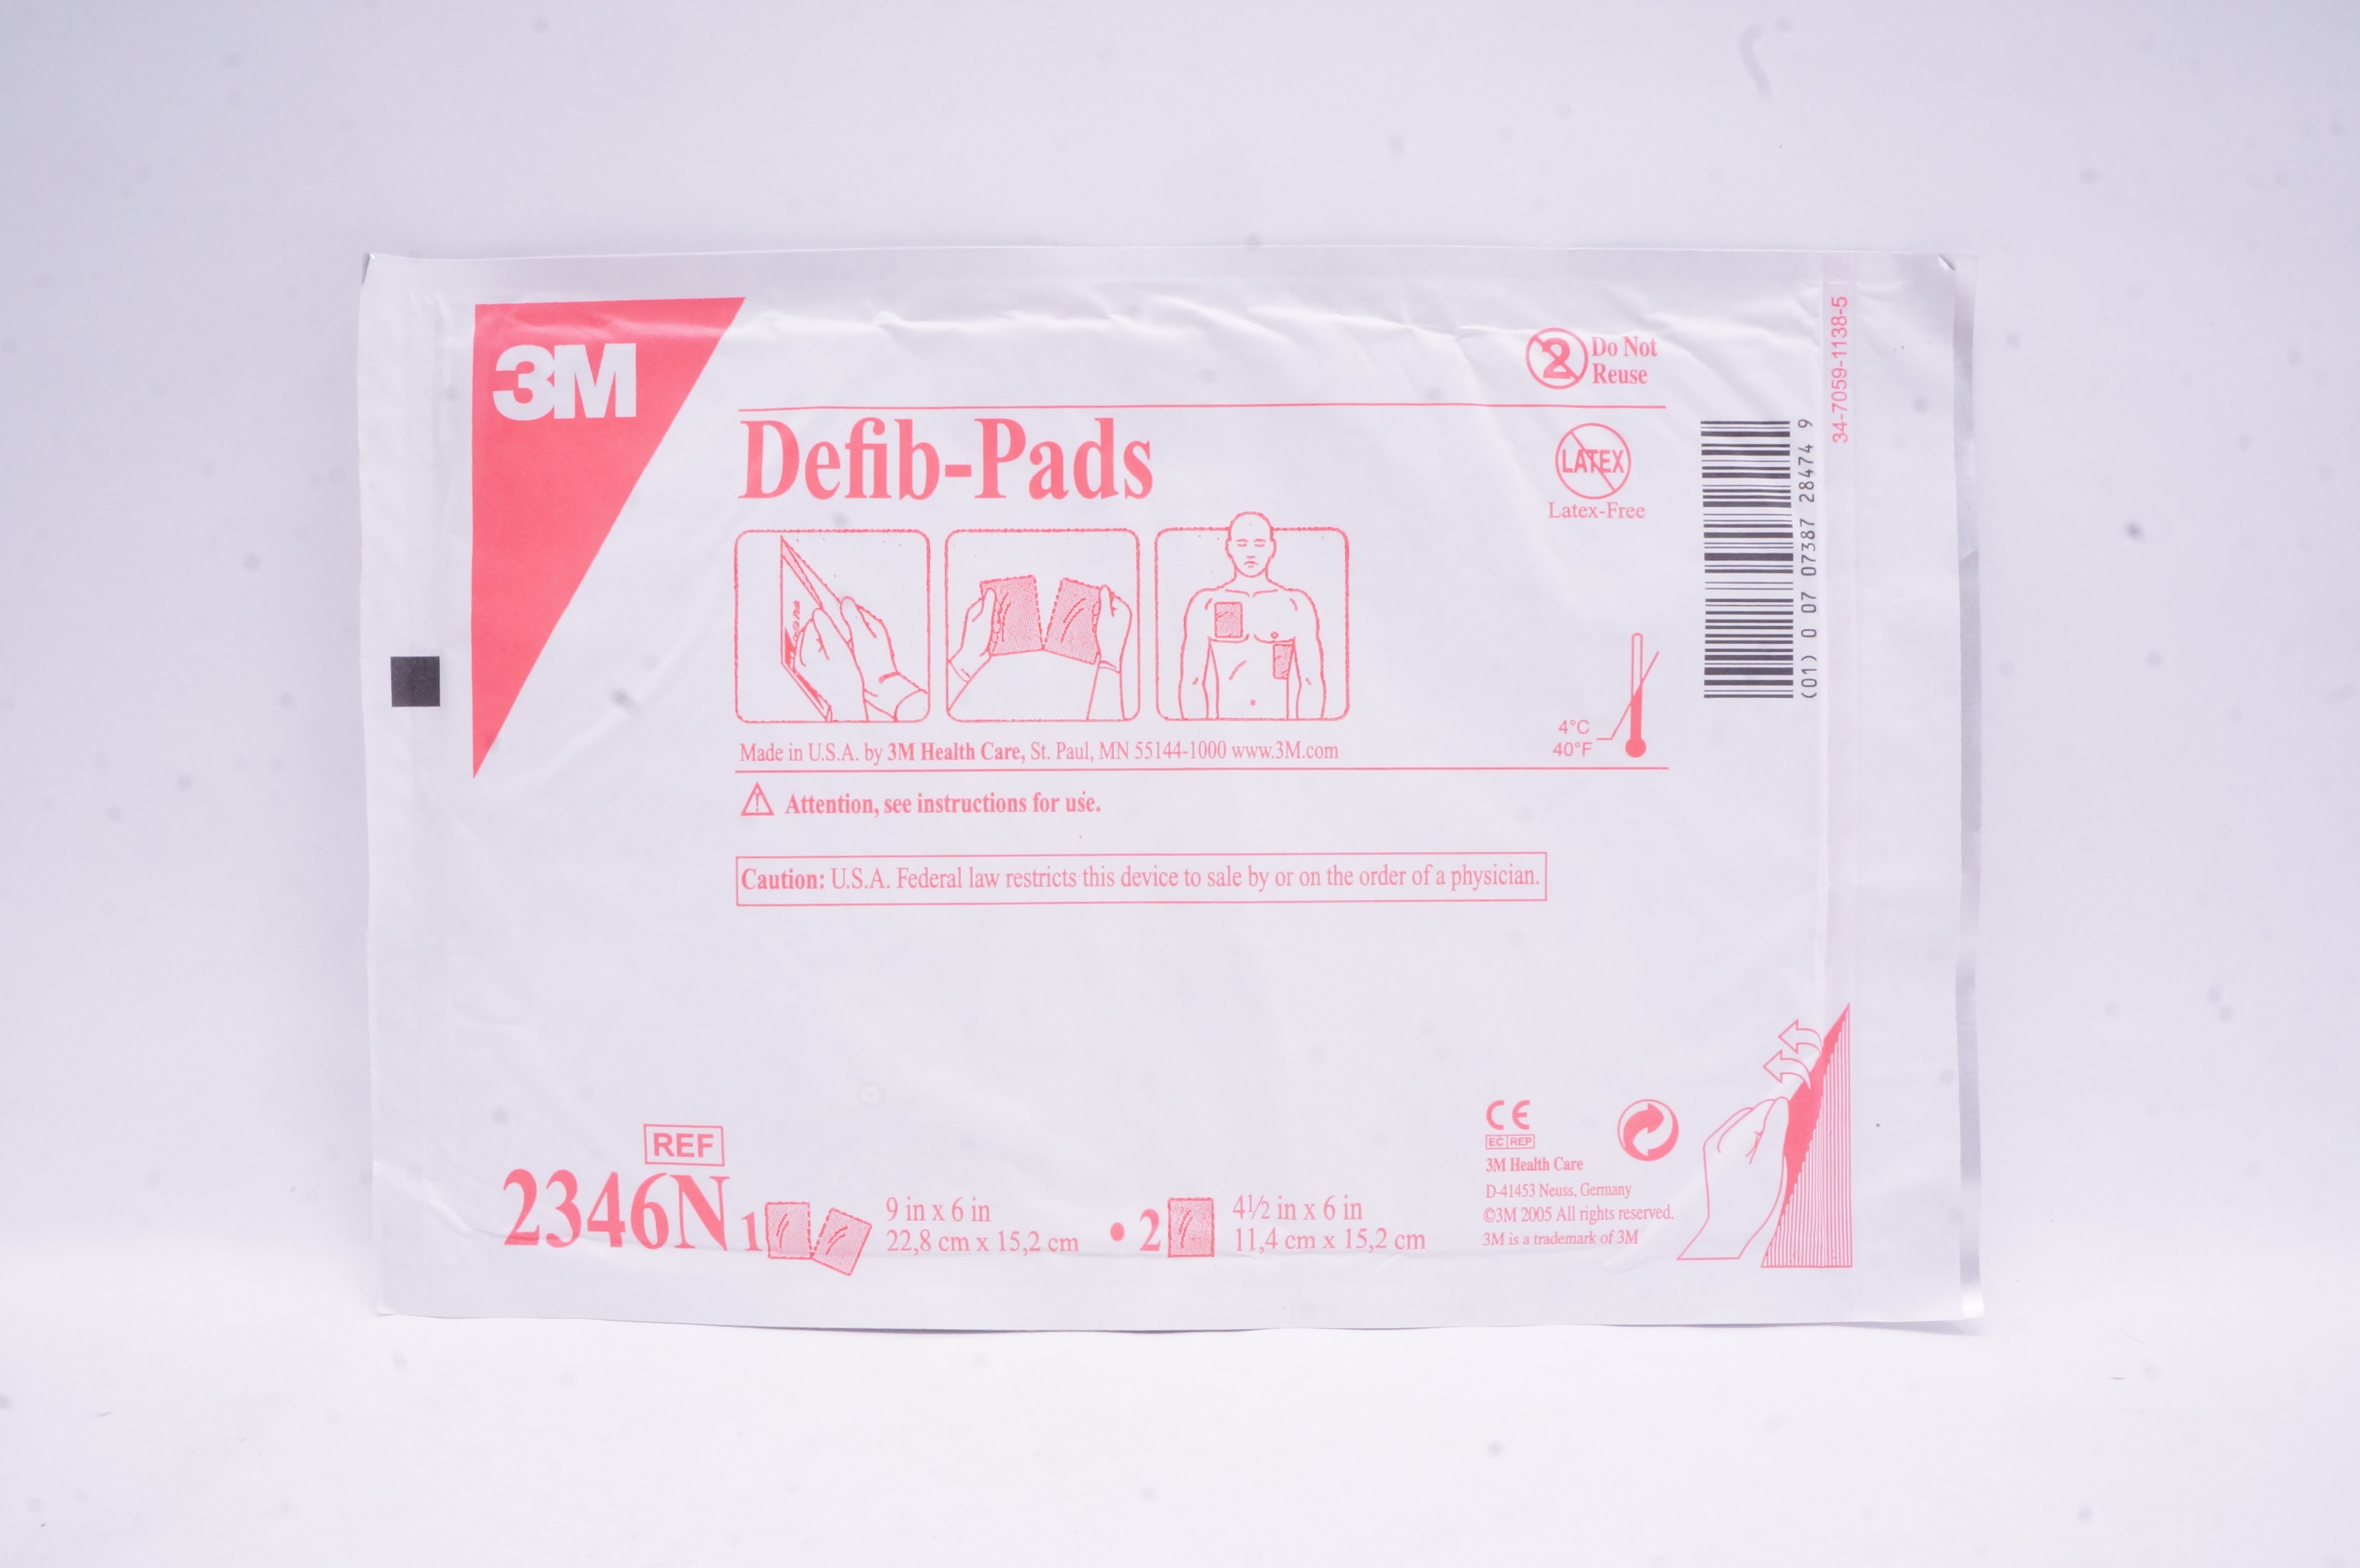 3M
2
Do Not
Reuse
34-7059-1138-5
Defib-Pads
LATEX
Latex-Free
(01) 0 07 07387 28474 9
4°C
40°F
Made in U.S.A. by 3M Health Care, St. Paul, MN 55144-1000 www.3M.com
Attention, see instructions for use.
Caution: U.S.A. Federal law restricts this device to sale by or on the order of a physician.
REF
2346N
1
9 in x 6 in
22,8 cm x 15,2 cm
• 2
4½ in x 6 in
11,4 cm x 15,2 cm
CE
EC REP
3M Health Care
D-41453 Neuss, Germany
©3M 2005 All rights reserved.
3M is a trademark of 3M